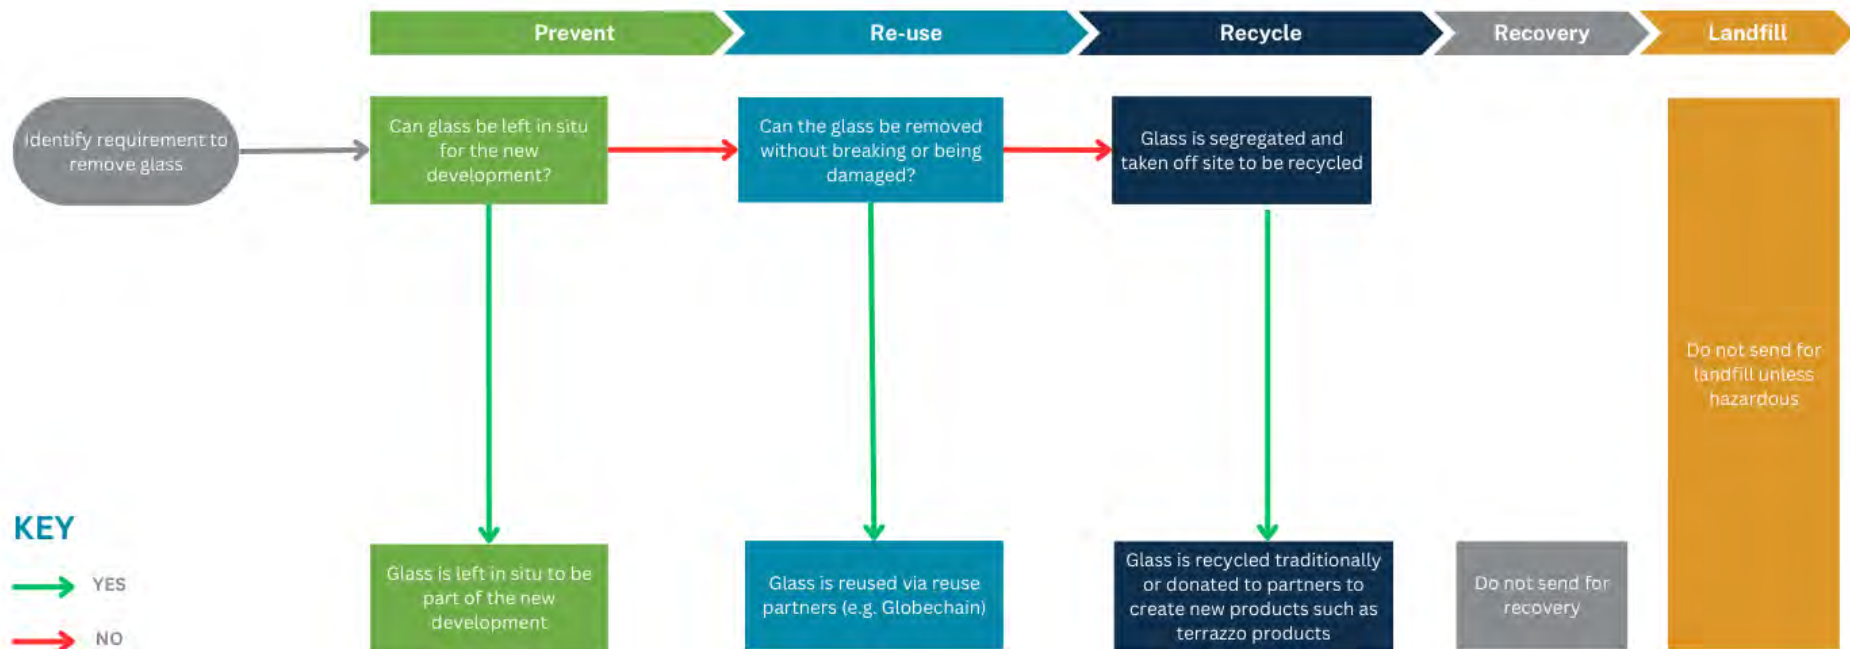 Prevent
Re-use
Recycle
Recovery
Landfill
Identify requirement to
remove glass
Can glass be left in situ
for the new
development?
Can the glass be removed
without breaking or being
damaged?
Glass is segregated and
taken off site to be recycled
Do not send for
landfill unless
hazardous
KEY
YES
NO
Glass is left in situ to be
part of the new
development
Glass is reused via reuse
partners (e.g. Globechain)
Glass is recycled traditionally
or donated to partners to
create new products such as
terrazzo products
Do not send for
recovery